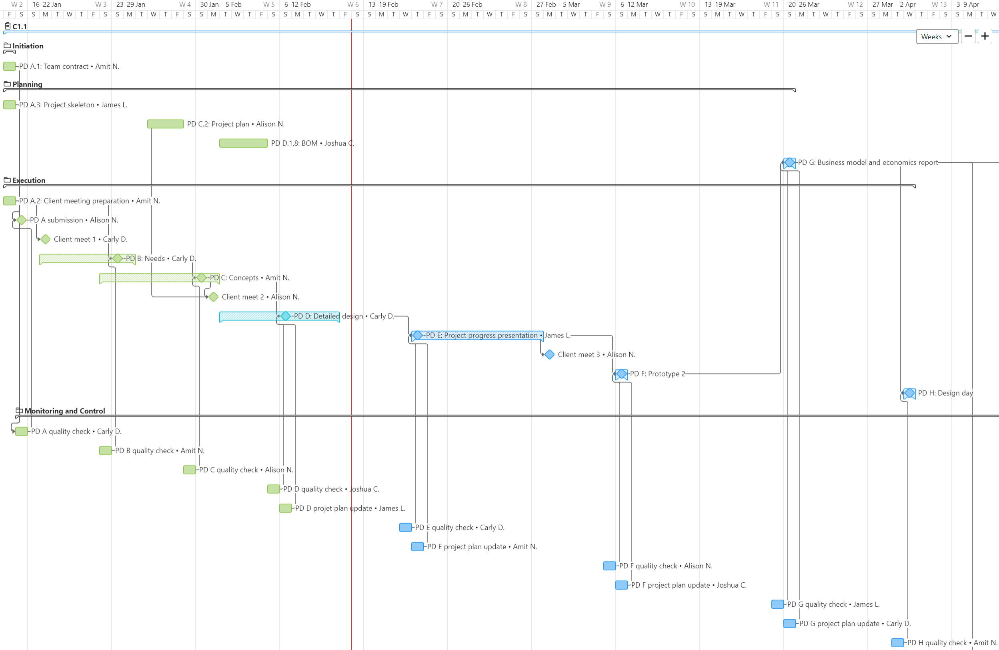 W 2 16–22 Jan W 3 23–29 Jan W 4 30 Jan – 5 Feb W 5 6–12 Feb W 6 13–19 Feb W 7 20–26 Feb W 8 27 Feb – 5 Mar W 9 6–12 Mar W 10 13–19 Mar W 11 20–26 Mar W 12 27 Mar – 2 Apr W 13 3–9 Apr
F S S M T W T F S S M T W T F S S M T W T F S S M T W T F S S M T W T F S S M T W T F S S M T W T F S S M T W T F S S M T W T F S S M T W T F S S M T W T F S S M T W
C1.1
Weeks
Initiation
PD A.1: Team contract • Amit N.
Planning
PD A.3: Project skeleton • James L.
PD C.2: Project plan • Alison N.
PD D.1.8: BOM • Joshua C.
PD G: Business model and economics report
Execution
PD A.2: Client meeting preparation • Amit N.
PD A submission • Alison N.
Client meet 1 • Carly D.
PD B: Needs • Carly D.
PD C: Concepts • Amit N.
Client meet 2 • Alison N.
PD D: Detailed design • Carly D.
PD E: Project progress presentation • James L.
Client meet 3 • Alison N.
PD F: Prototype 2
PD H: Design day
Monitoring and Control
PD A quality check • Carly D.
PD B quality check • Amit N.
PD C quality check • Alison N.
PD D quality check • Joshua C.
PD D projet plan update • James L.
PD E quality check • Carly D.
PD E project plan update • Amit N.
PD F quality check • Alison N.
PD F project plan update • Joshua C.
PD G quality check • James L.
PD G project plan update • Carly D.
PD H quality check • Amit N.